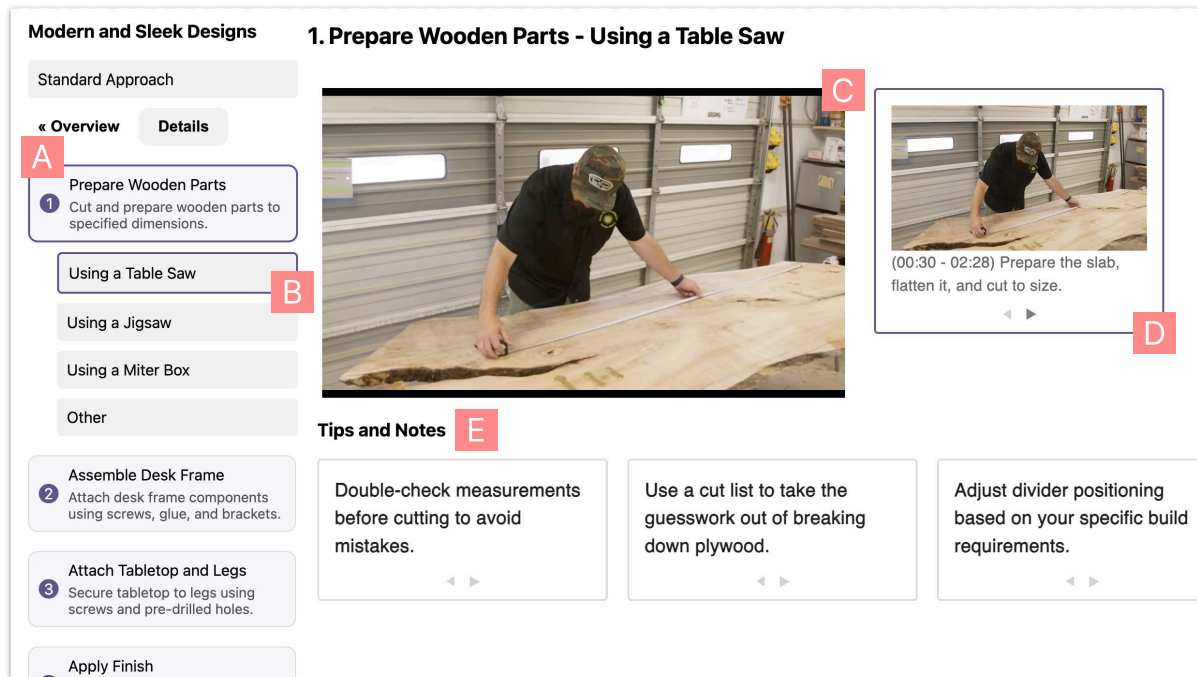 Modern and Sleek Designs
Standard Approach
« Overview
Details
A
1
Prepare Wooden Parts
Cut and prepare wooden parts to
specified dimensions.
Using a Table Saw
B
Using a Jigsaw
Using a Miter Box
Other
2
Assemble Desk Frame
Attach desk frame components
using screws, glue, and brackets.
3
Attach Tabletop and Legs
Secure tabletop to legs using
screws and pre-drilled holes.
Apply Finish
1. Prepare Wooden Parts - Using a Table Saw
C
(00:30 - 02:28) Prepare the slab,
flatten it, and cut to size.
D
Tips and Notes
E
Double-check measurements
before cutting to avoid
mistakes.
Use a cut list to take the
guesswork out of breaking
down plywood.
Adjust divider positioning
based on your specific build
requirements.